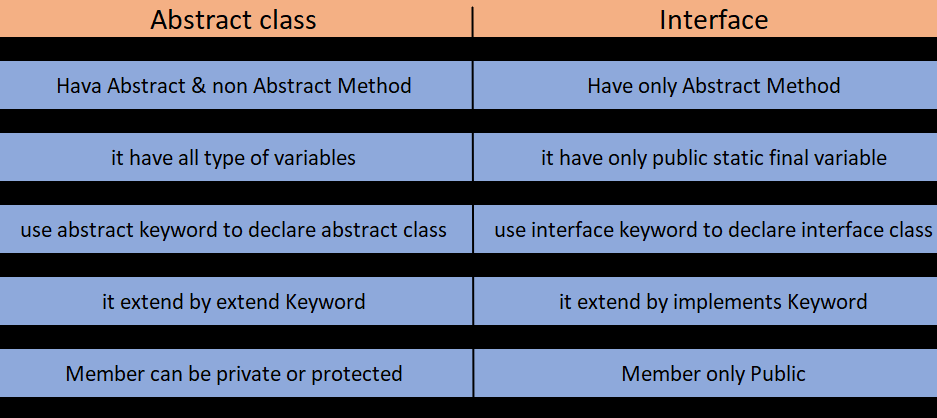 Abstract class
Interface
Hava Abstract & non Abstract Method
Have only Abstract Method
it have all type of variables
it have only public static final variable
use abstract keyword to declare abstract class
use interface keyword to declare interface class
it extend by extend Keyword
it extend by implements Keyword
Member can be private or protected
Member only Public